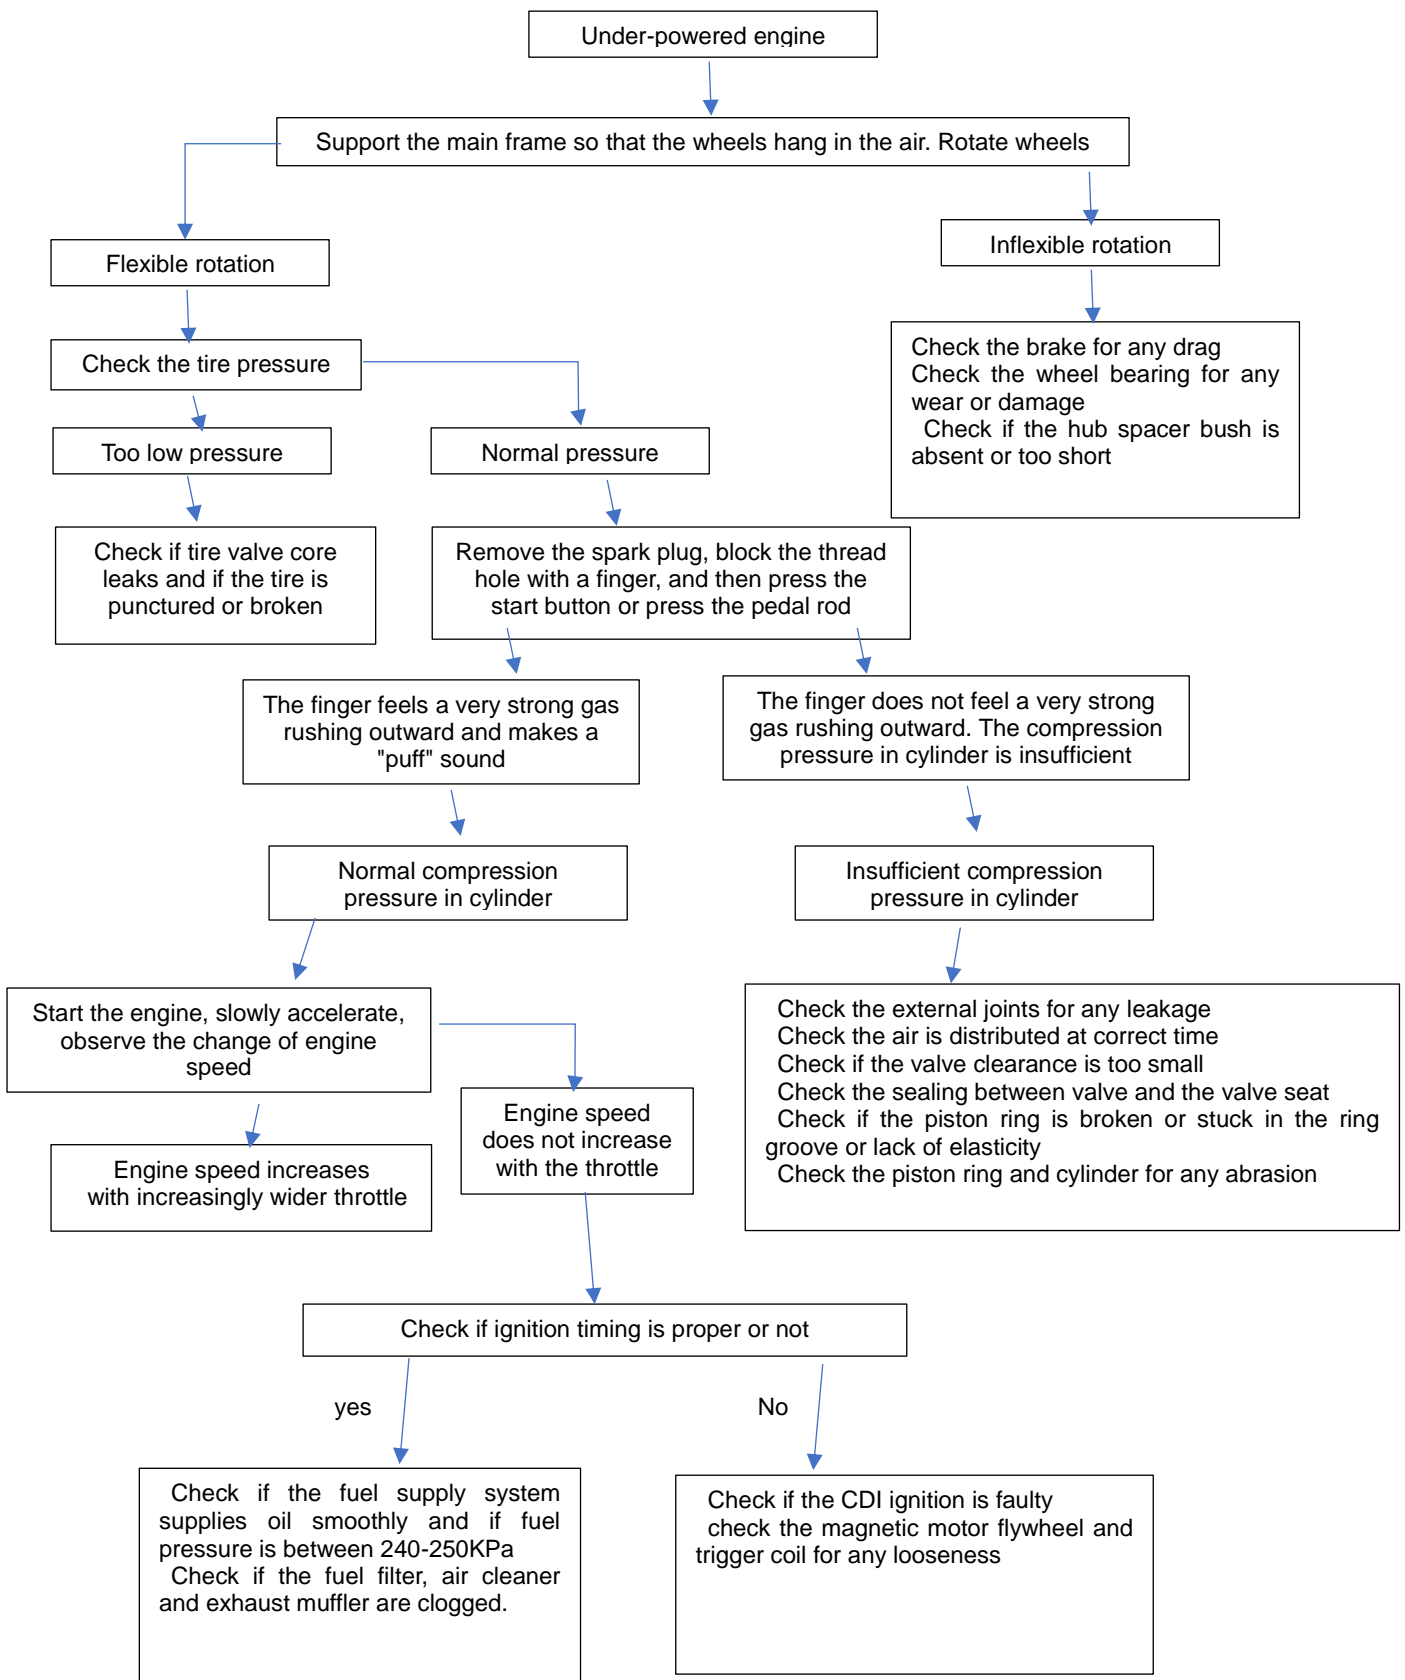 Under-powered engine
Support the main frame so that the wheels hang in the air. Rotate wheels
Flexible rotation
Inflexible rotation
Check the tire pressure
Check the brake for any drag
Check the wheel bearing for any
wear or damage
Check if the hub spacer bush is
absent or too short
Too low pressure
Normal pressure
Check if tire valve core
leaks and if the tire is
punctured or broken
Remove the spark plug, block the thread
hole with a finger, and then press the
start button or press the pedal rod
The finger feels a very strong gas
rushing outward and makes a
"puff" sound
The finger does not feel a very strong
gas rushing outward. The compression
pressure in cylinder is insufficient
Normal compression
pressure in cylinder
Insufficient compression
pressure in cylinder
Start the engine, slowly accelerate,
observe the change of engine
speed
Engine speed
does not increase
with the throttle
Check the external joints for any leakage
Check the air is distributed at correct time
Check if the valve clearance is too small
Check the sealing between valve and the valve seat
Check if the piston ring is broken or stuck in the ring
groove or lack of elasticity
Check the piston ring and cylinder for any abrasion
Engine speed increases
with increasingly wider throttle
Check if ignition timing is proper or not
yes
No
Check if the fuel supply system
supplies oil smoothly and if fuel
pressure is between 240-250KPa
Check if the fuel filter, air cleaner
and exhaust muffler are clogged.
Check if the CDI ignition is faulty
check the magnetic motor flywheel and
trigger coil for any looseness